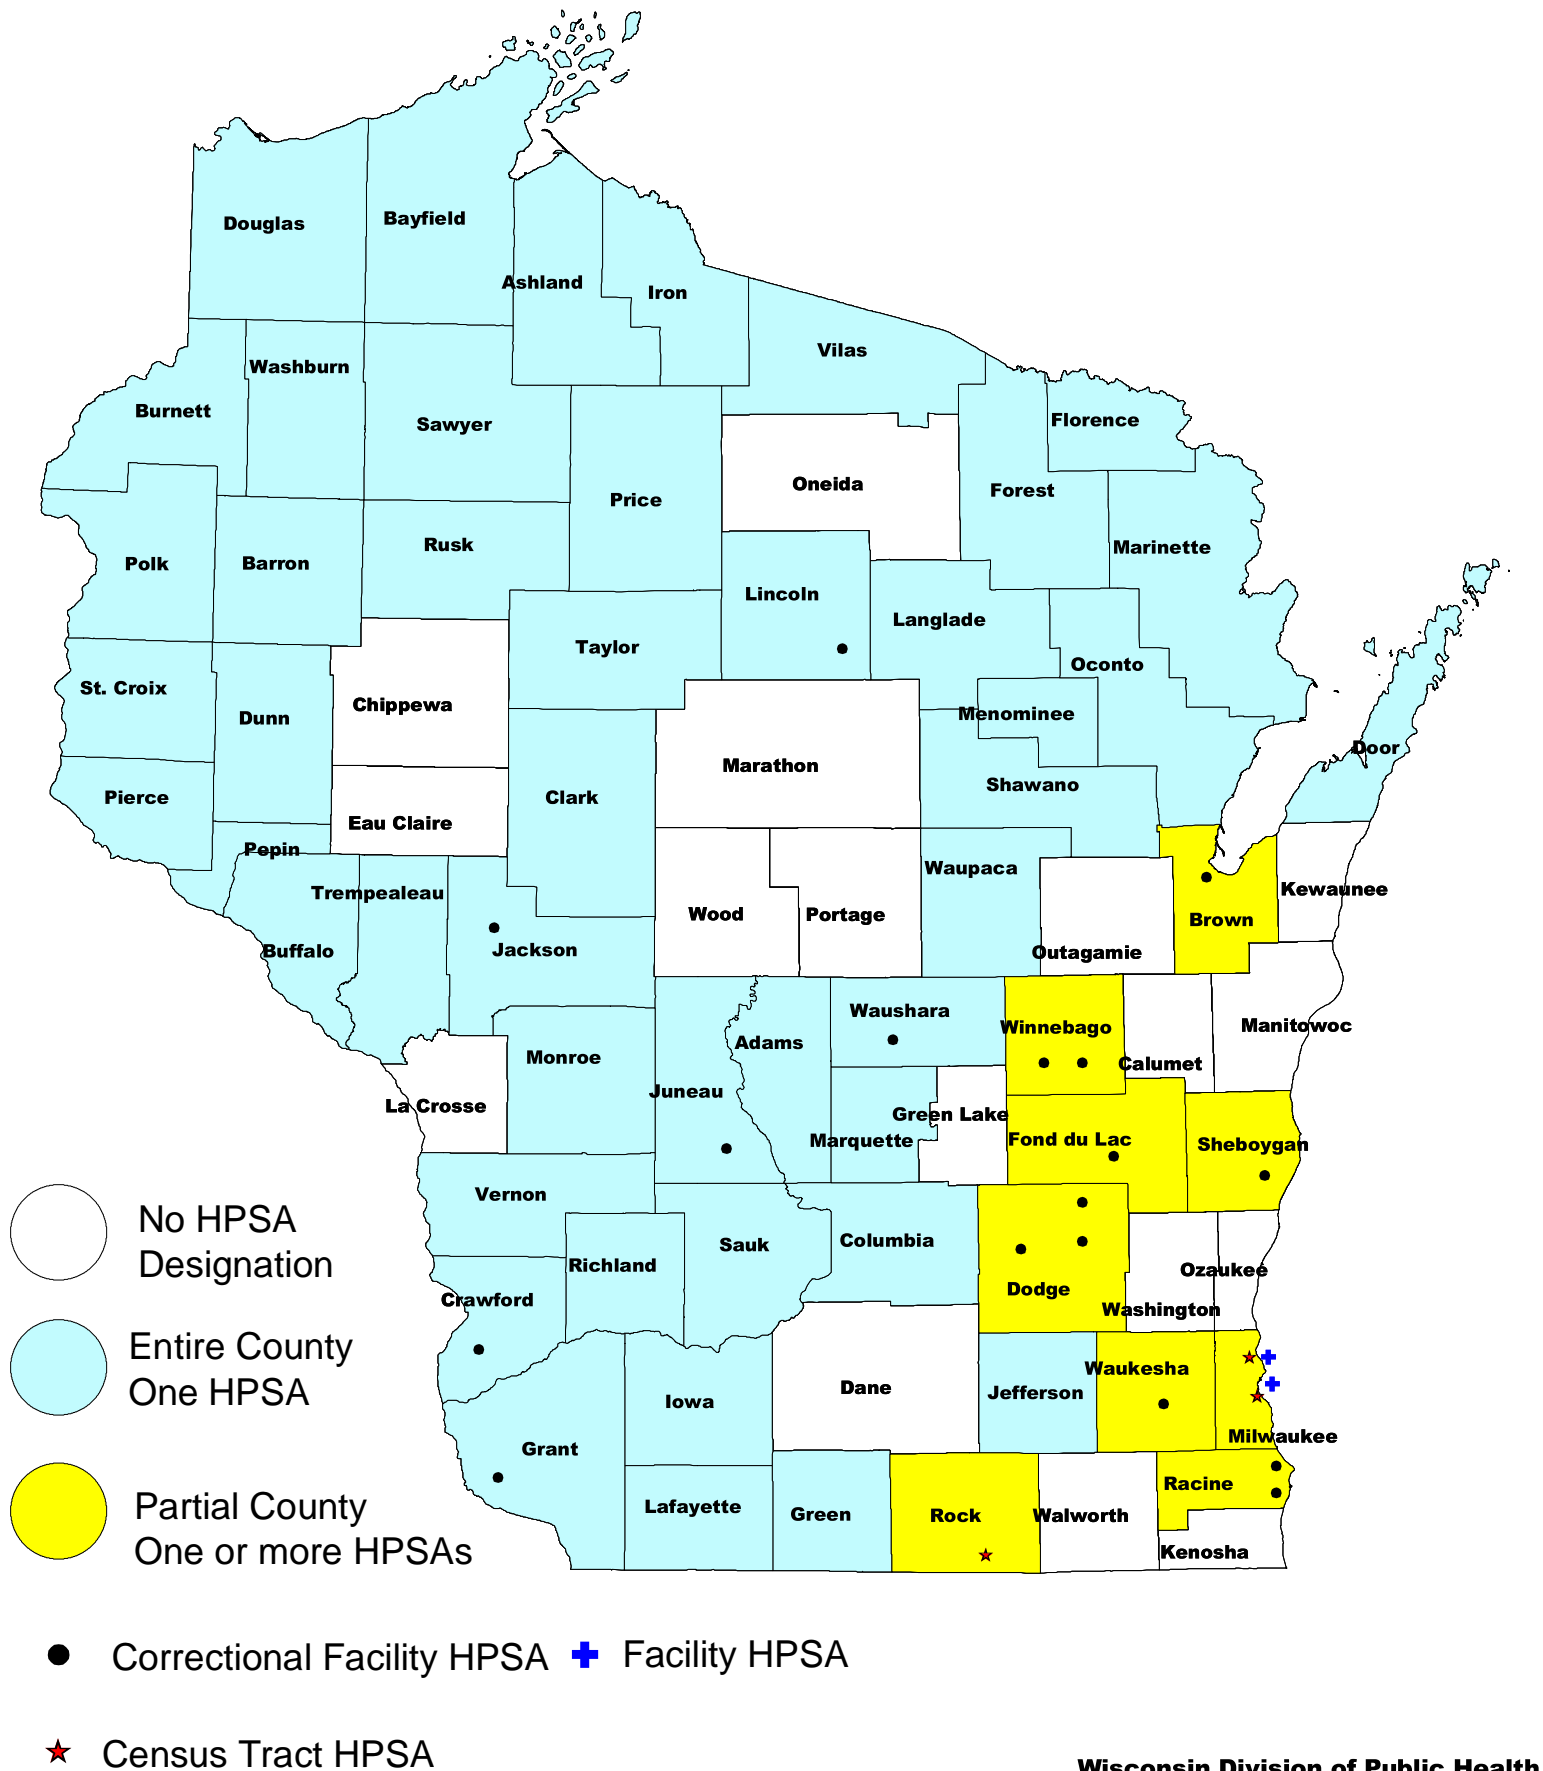 Douglas
Bayfield
Ashland
Iron
Vilas
Washburn
Burnett
Sawyer
Florence
Oneida
Price
Forest
Rusk
Marinette
Polk
Barron
Lincoln
Langlade
Taylor
Oconto
St. Croix
Chippewa
Dunn
Menominee
Door
Marathon
Shawano
Pierce
Clark
Eau Claire
Pepin
Waupaca
Trempealeau
Kewaunee
Wood
Portage
Brown
Jackson
Buffalo
Outagamie
Waushara
Winnebago
Manitowoc
Adams
Monroe
Calumet
Juneau
La Crosse
Green Lake
Marquette
Fond du Lac
Sheboygan
Vernon
Columbia
Sauk
Richland
Ozaukee
Dodge
Crawford
Washington
Waukesha
Dane
Jefferson
Iowa
Milwaukee
Grant
Racine
Lafayette
Green
Rock
Walworth
Kenosha
No HPSA
Designation
Entire County
One HPSA
Partial County
One or more HPSAs
Correctional Facility HPSA
Facility HPSA
Census Tract HPSA
Wisconsin Division of Public Health